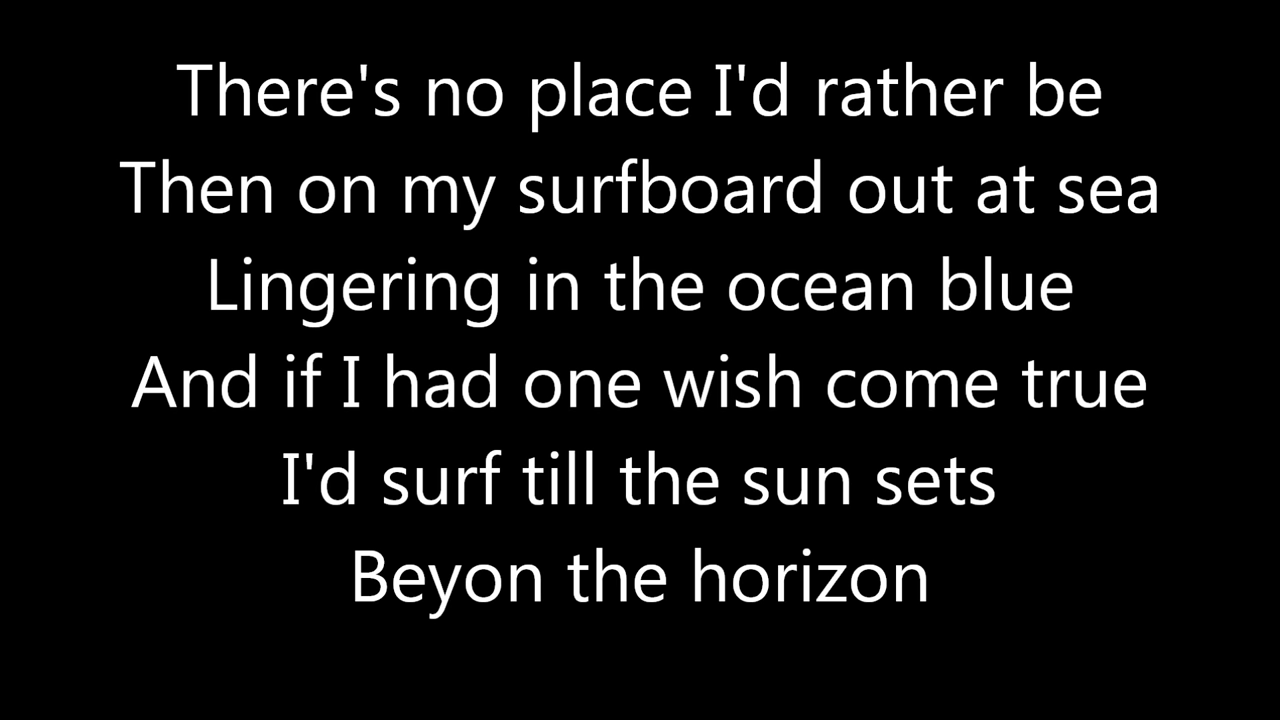 There's no place I'd rather be
Then on my surfboard out at sea
Lingering in the ocean blue
And if I had one wish come true
I'd surf till the sun sets
Beyon the horizon